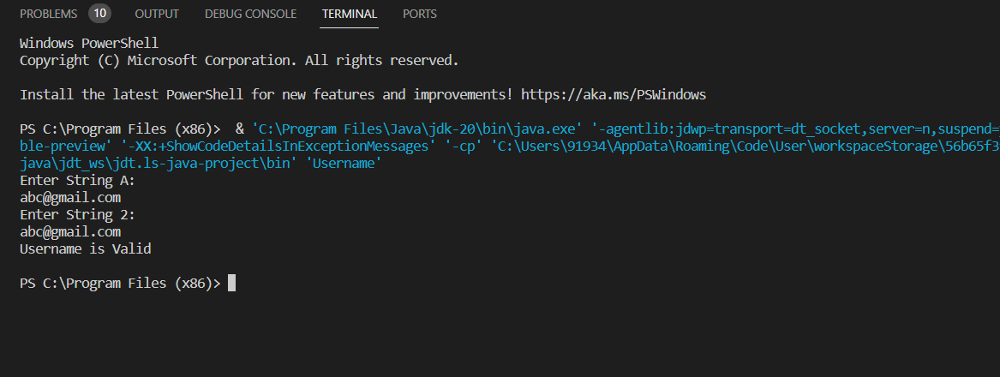 PROBLEMS 10 OUTPUT DEBUG CONSOLE TERMINAL PORTS
Windows PowerShell
Copyright (C) Microsoft Corporation. All rights reserved.
Install the latest PowerShell for new features and improvements! https://aka.ms/PSWindows
PS C:\Program Files (x86)> & 'C:\Program Files\Java\jdk-20\bin\java.exe' '-agentlib:jdwp=transport=dt_socket,server=n,suspend=
ble-preview' '-XX:+ShowCodeDetailsInExceptionMessages' '-cp' 'C:\Users\91934\AppData\Roaming\Code\User\workspaceStorage\56b65f3
java\jdt_ws\jdt.ls-java-project\bin' 'Username'
Enter String A:
abc@gmail.com
Enter String 2:
abc@gmail.com
Username is Valid
PS C:\Program Files (x86)>